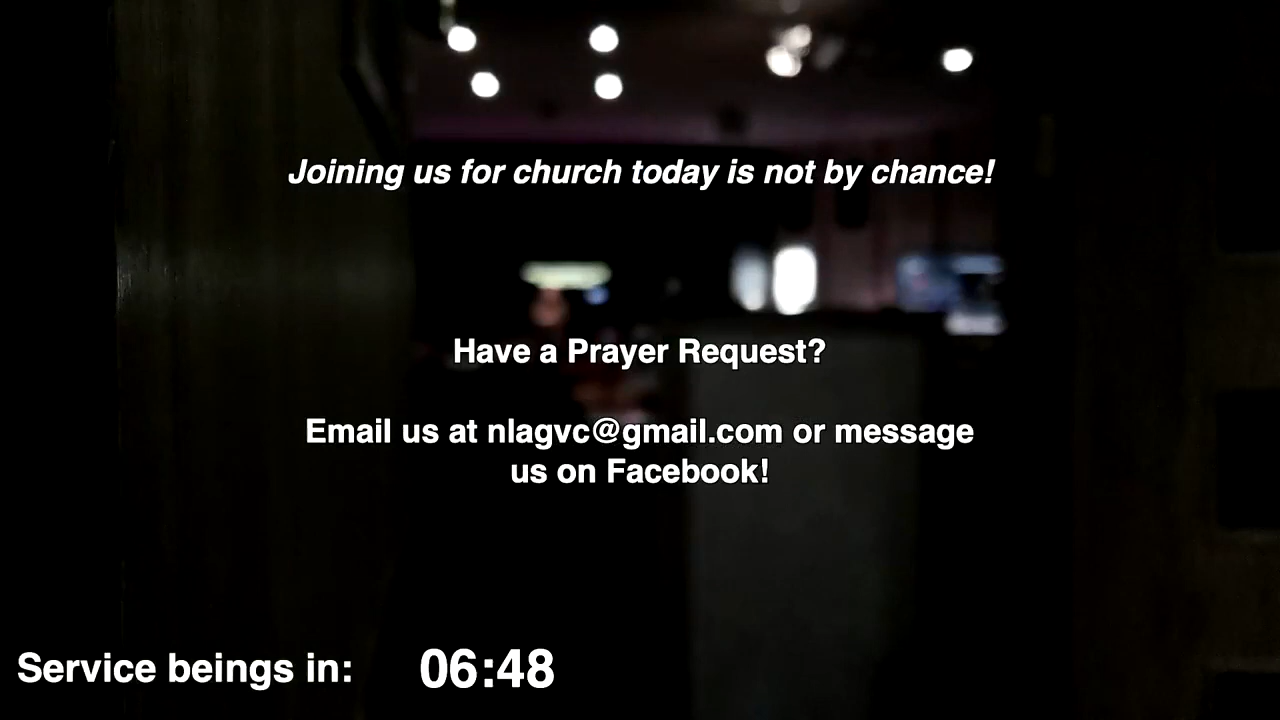 Joining us for church today is not by chance!
Have a Prayer Request?
Email us at nlagvc@gmail.com or message
us on Facebook!
Service beings in: 06:48